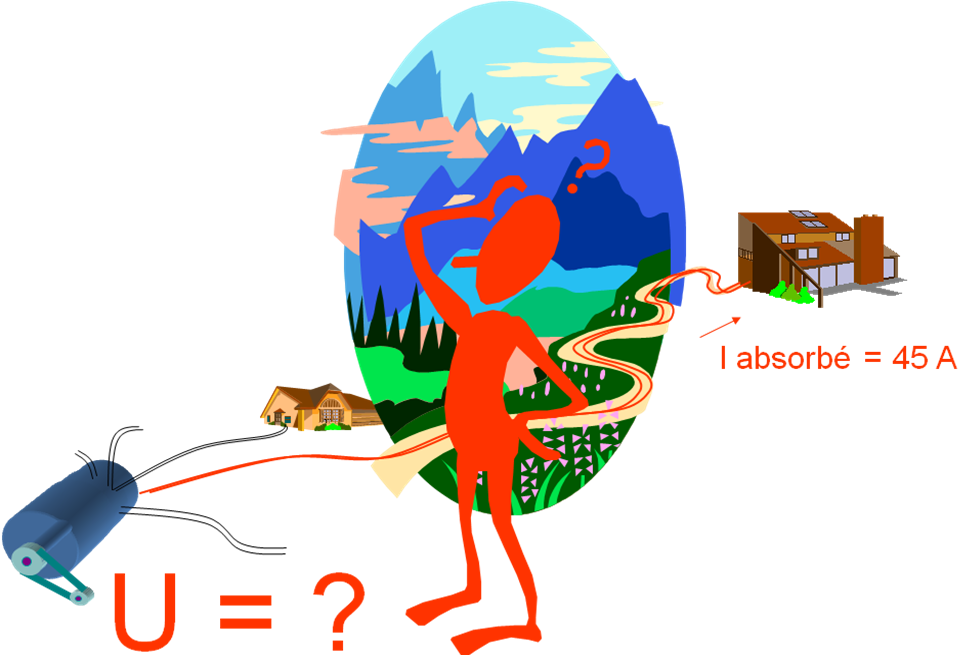 ?
I absorbé = 45 A
U = ?